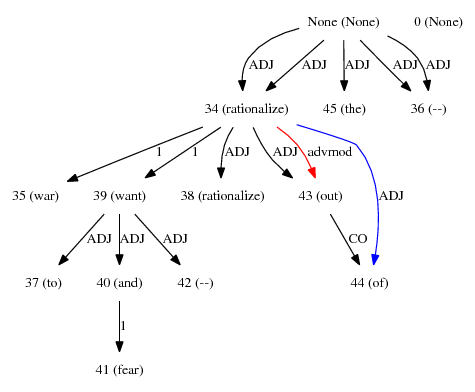 None (None) 0 (None)
ADJ ADJ ADJ ADJ ADJ
34 (rationalize) 45 (the) 36 (--)
1 1 ADJ ADJ advmod ADJ
35 (war) 39 (want) 38 (rationalize) 43 (out)
ADJ ADJ ADJ CO
37 (to) 40 (and) 42 (--) 44 (of)
1
41 (fear)